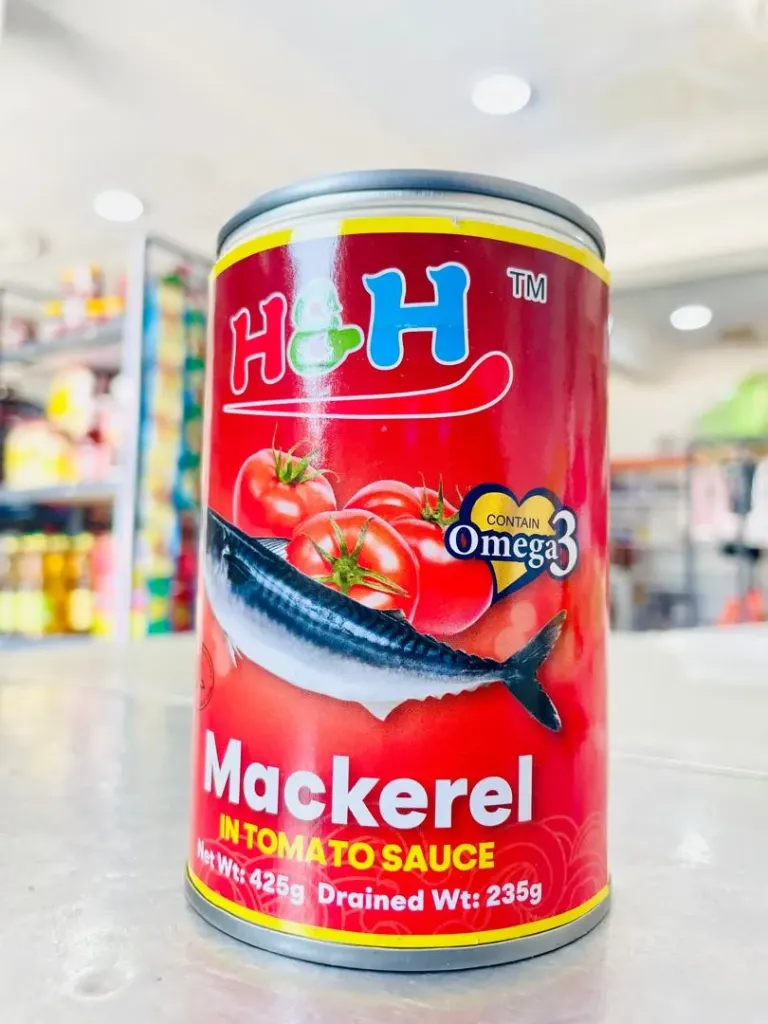 H&H TM
CONTAIN
Omega3
Mackerel
IN TOMATO SAUCE
Net Wt: 425g Drained Wt: 235g